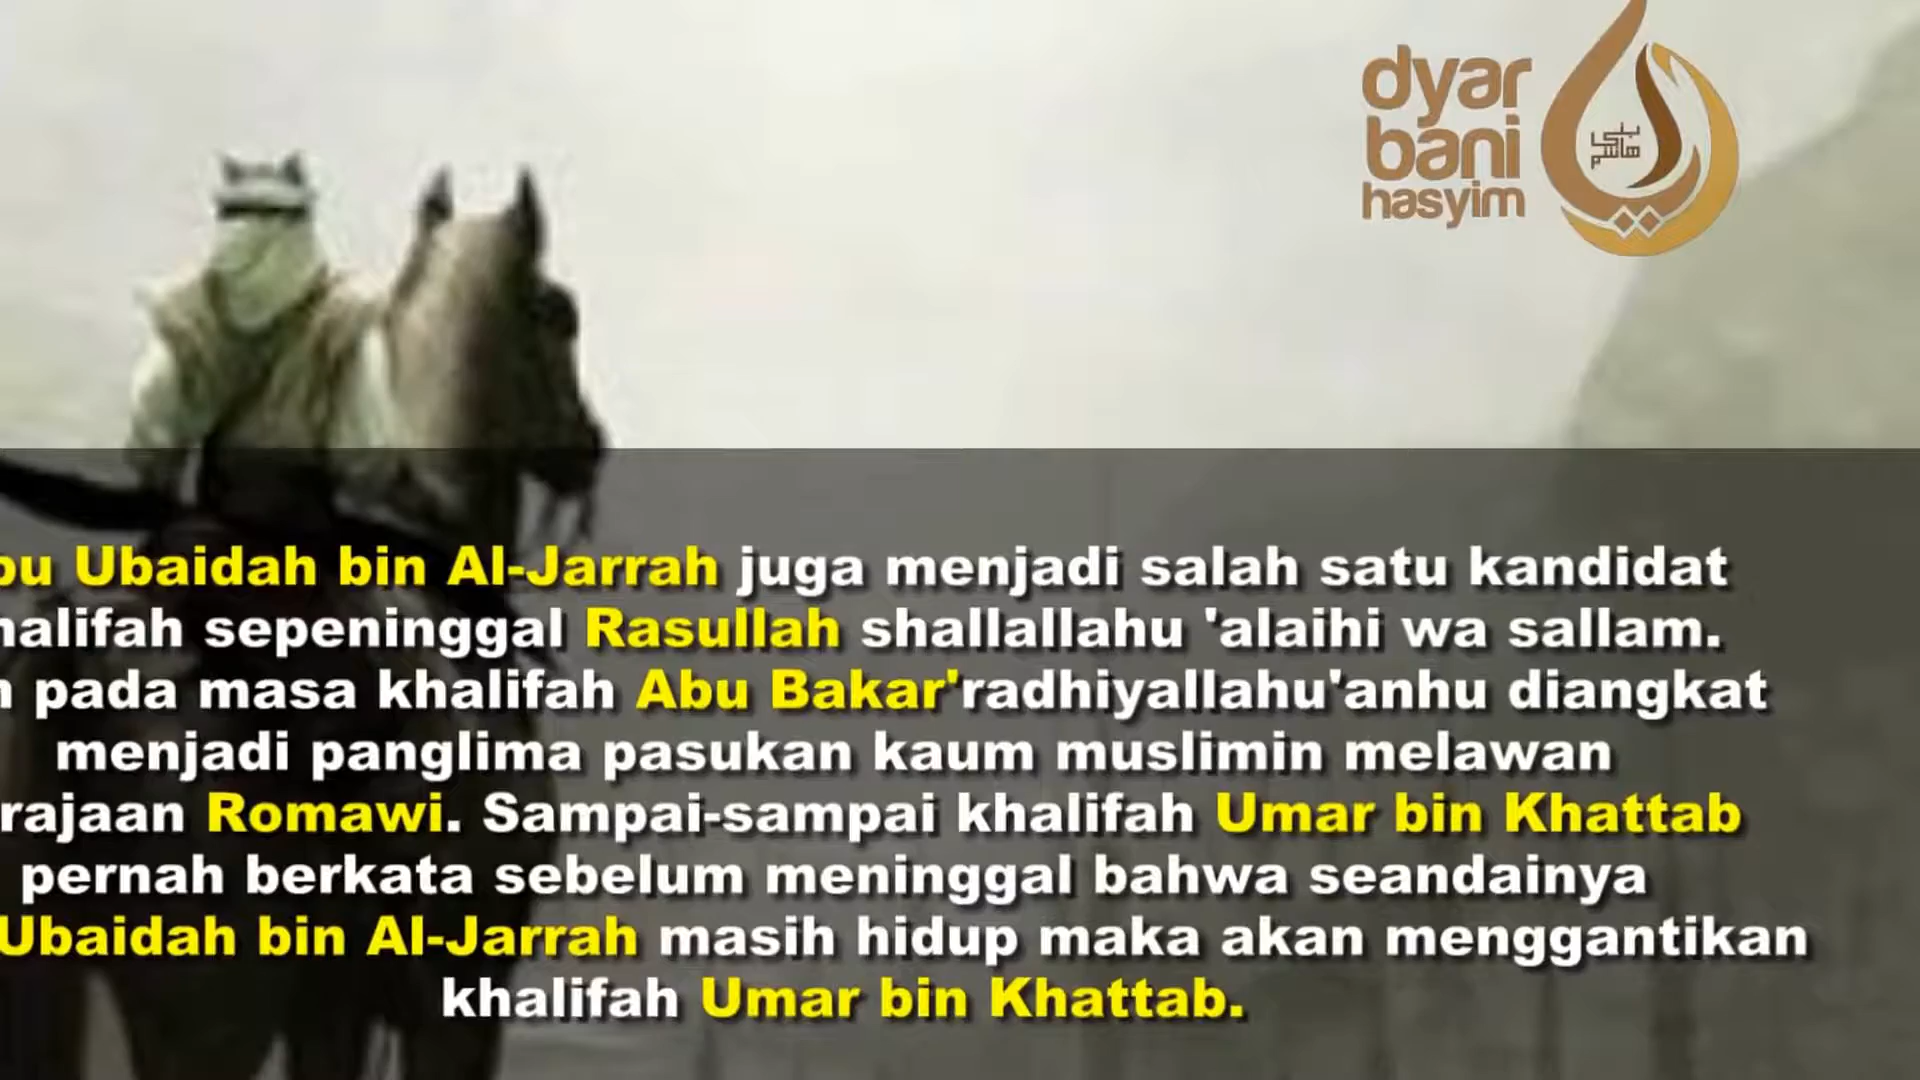 dyar
bani
hasyim
بني
هاشم
bu Ubaidah bin Al-Jarrah juga menjadi salah satu kandidat
halifah sepeninggal Rasullah shallallahu 'alaihi wa sallam.
n pada masa khalifah Abu Bakar'radhiyallahu'anhu diangkat
menjadi panglima pasukan kaum muslimin melawan
rajaan Romawi. Sampai-sampai khalifah Umar bin Khattab
pernah berkata sebelum meninggal bahwa seandainya
Ubaidah bin Al-Jarrah masih hidup maka akan menggantikan
khalifah Umar bin Khattab.